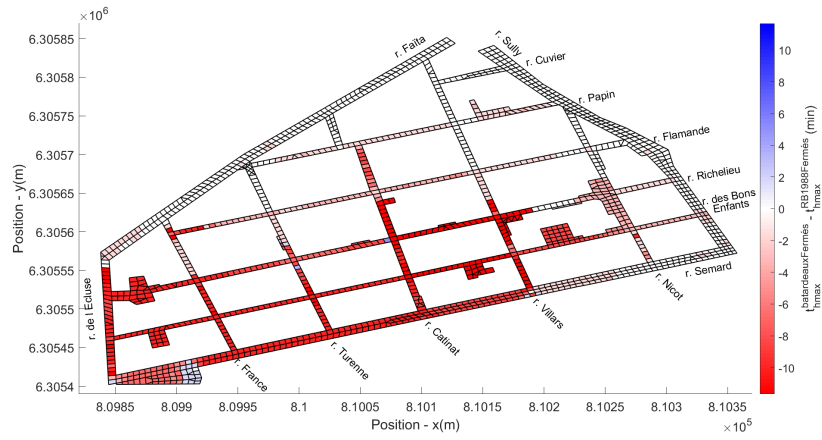 ×10⁶
6.30585
6.3058
6.30575
6.3057
6.30565
6.3056
6.30555
6.3055
6.30545
6.3054
Position - y(m)
r. Faïta
r. Sully
r. Cuvier
r. Papin
r. Flamande
r. Richelieu
r. des Bons
Enfants
r. Semard
r. Nicot
r. Villars
r. Catinat
r. Turenne
r. France
r. de l Ecluse
8.0985
8.099
8.0995
8.1
8.1005
8.101
8.1015
8.102
8.1025
8.103
8.1035
Position - x(m)
×10⁵
10
8
6
4
2
0
-2
-4
-6
-8
-10
t_hmax^batardeauxFermés - t_hmax^RB1988Fermés (min)